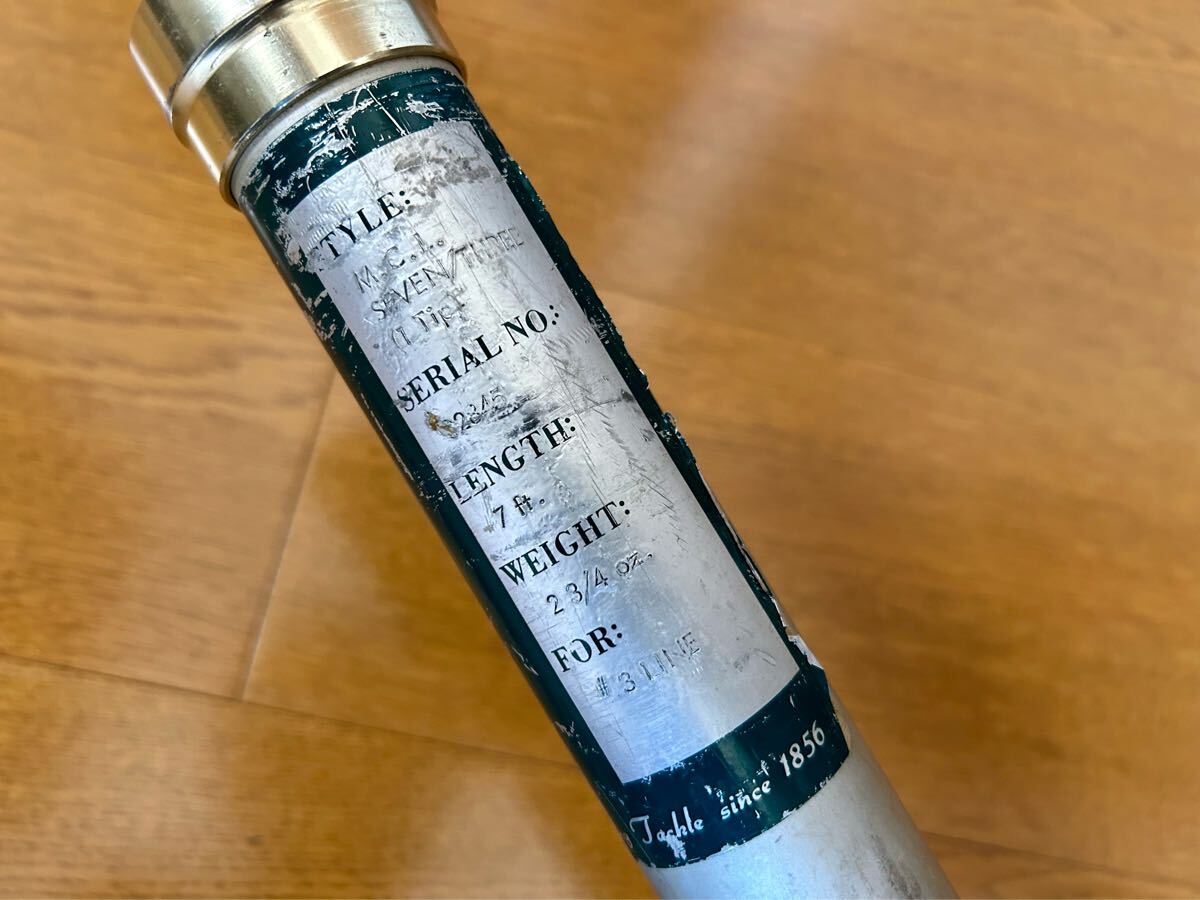 STYLE:
M.C.L.
SEVEN/THREE
(1 Tip)
SERIAL NO.:
LENGTH:
7 ft.
WEIGHT:
2 3/4 oz.
FOR:
# 3 LINE
Tackle since 1856